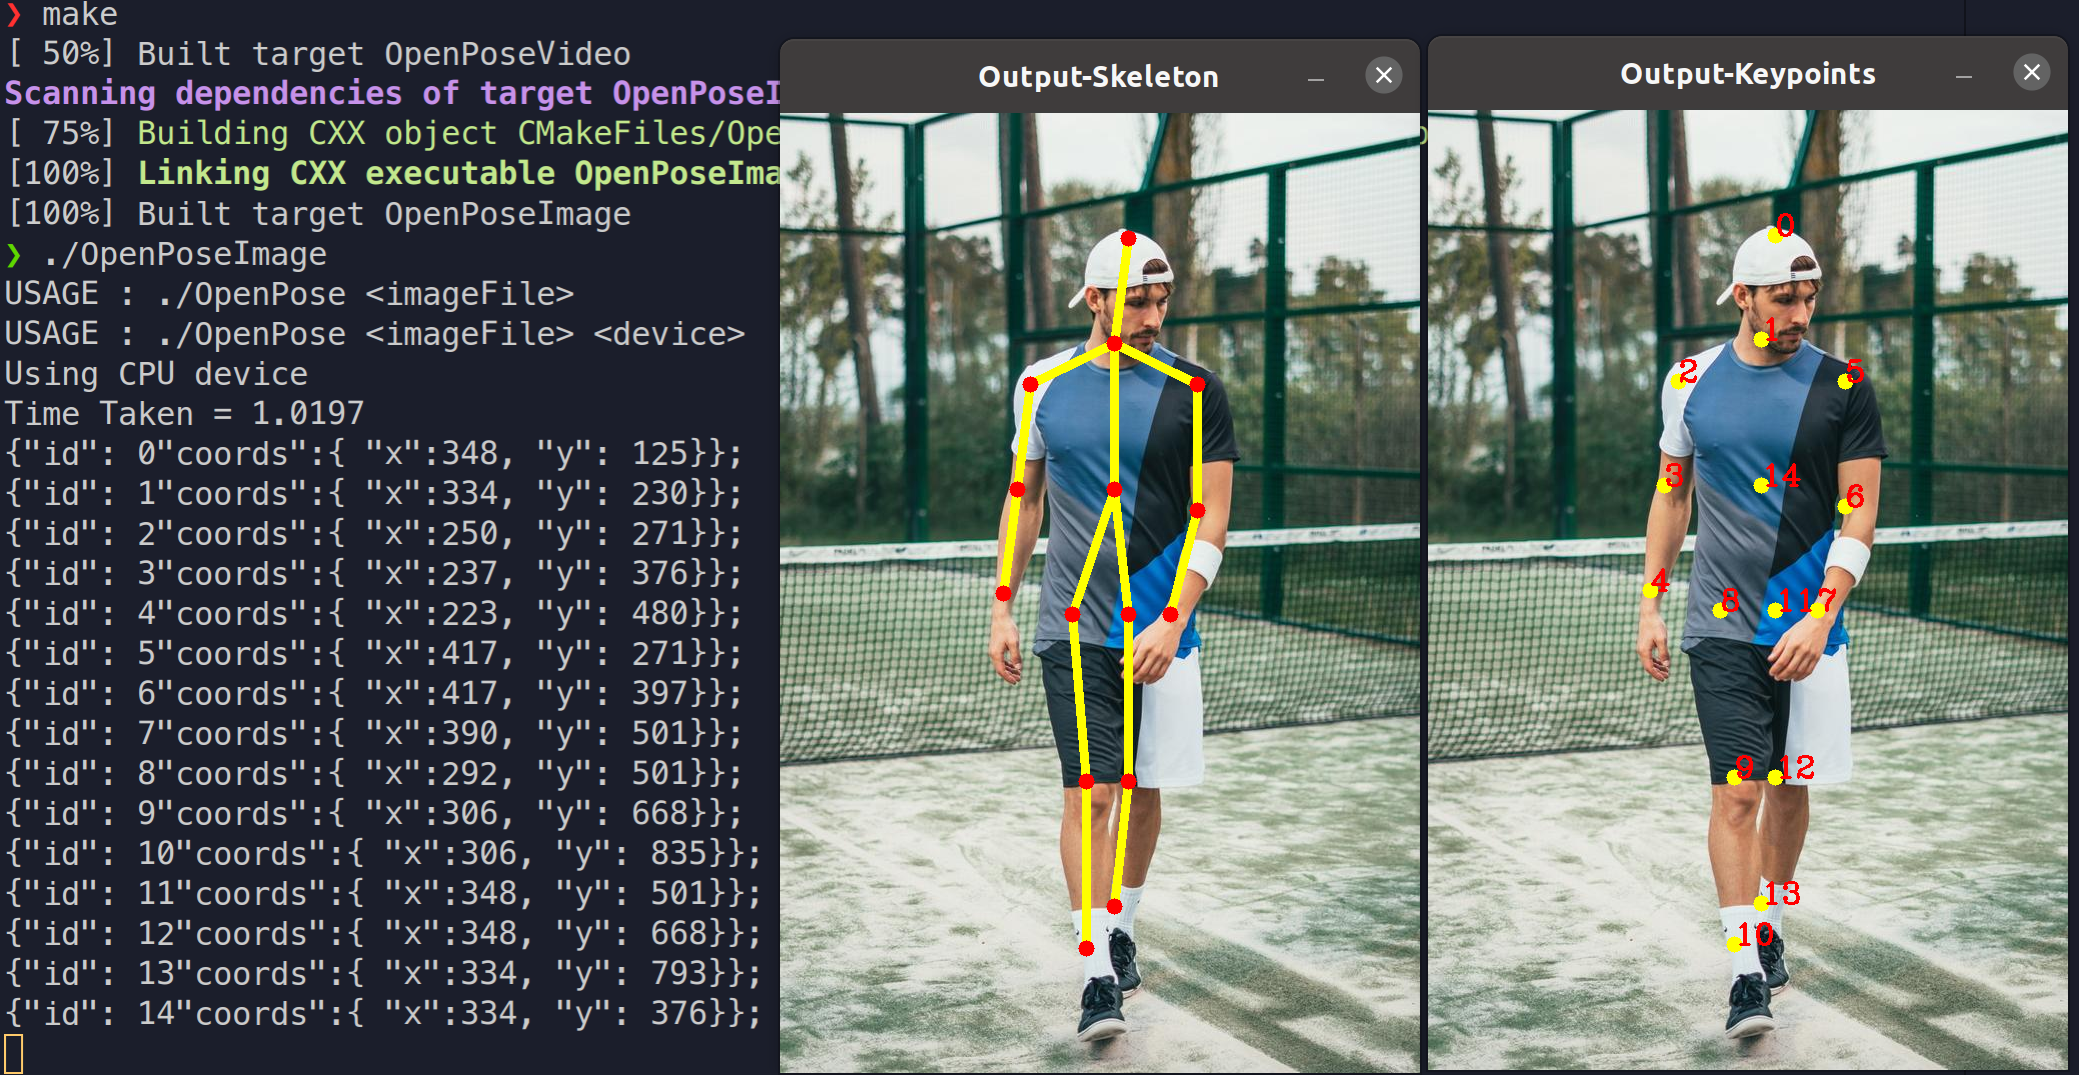 ❯ make
[ 50%] Built target OpenPoseVideo
Scanning dependencies of target OpenPoseI
[ 75%] Building CXX object CMakeFiles/Ope
[100%] Linking CXX executable OpenPoseIma
[100%] Built target OpenPoseImage
❯ ./OpenPoseImage
USAGE : ./OpenPose <imageFile>
USAGE : ./OpenPose <imageFile> <device>
Using CPU device
Time Taken = 1.0197
{"id": 0"coords":{ "x":348, "y": 125}};
{"id": 1"coords":{ "x":334, "y": 230}};
{"id": 2"coords":{ "x":250, "y": 271}};
{"id": 3"coords":{ "x":237, "y": 376}};
{"id": 4"coords":{ "x":223, "y": 480}};
{"id": 5"coords":{ "x":417, "y": 271}};
{"id": 6"coords":{ "x":417, "y": 397}};
{"id": 7"coords":{ "x":390, "y": 501}};
{"id": 8"coords":{ "x":292, "y": 501}};
{"id": 9"coords":{ "x":306, "y": 668}};
{"id": 10"coords":{ "x":306, "y": 835}};
{"id": 11"coords":{ "x":348, "y": 501}};
{"id": 12"coords":{ "x":348, "y": 668}};
{"id": 13"coords":{ "x":334, "y": 793}};
{"id": 14"coords":{ "x":334, "y": 376}};
Output-Skeleton
Output-Keypoints
0
1
2 5
3 14 6
4
8 11 7
9 12
13
10